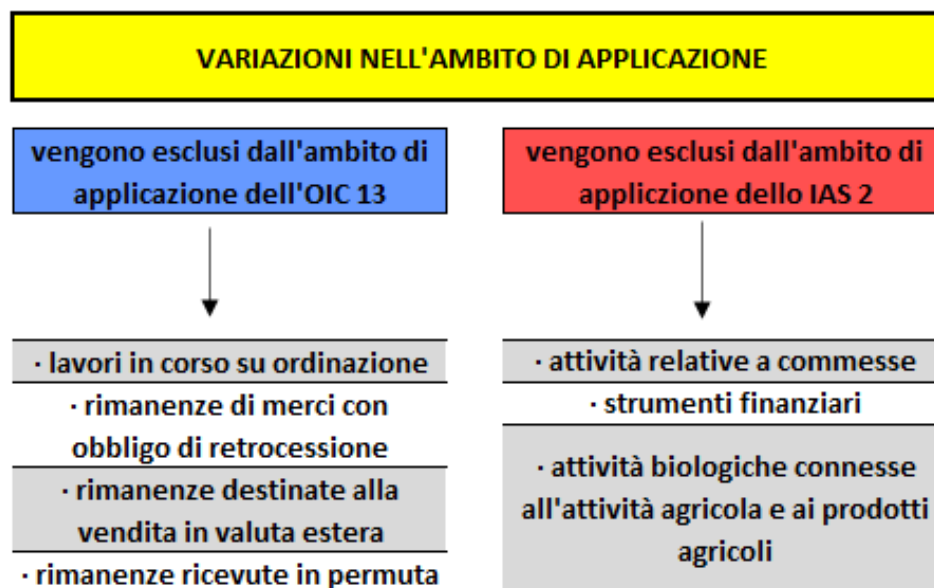 VARIAZIONI NELL'AMBITO DI APPLICAZIONE
vengono esclusi dall'ambito di
applicazione dell'OIC 13
· lavori in corso su ordinazione
· rimanenze di merci con
obbligo di retrocessione
· rimanenze destinate alla
vendita in valuta estera
· rimanenze ricevute in permuta
vengono esclusi dall'ambito di
appliczione dello IAS 2
· attività relative a commesse
· strumenti finanziari
· attività biologiche connesse
all'attività agricola e ai prodotti
agricoli